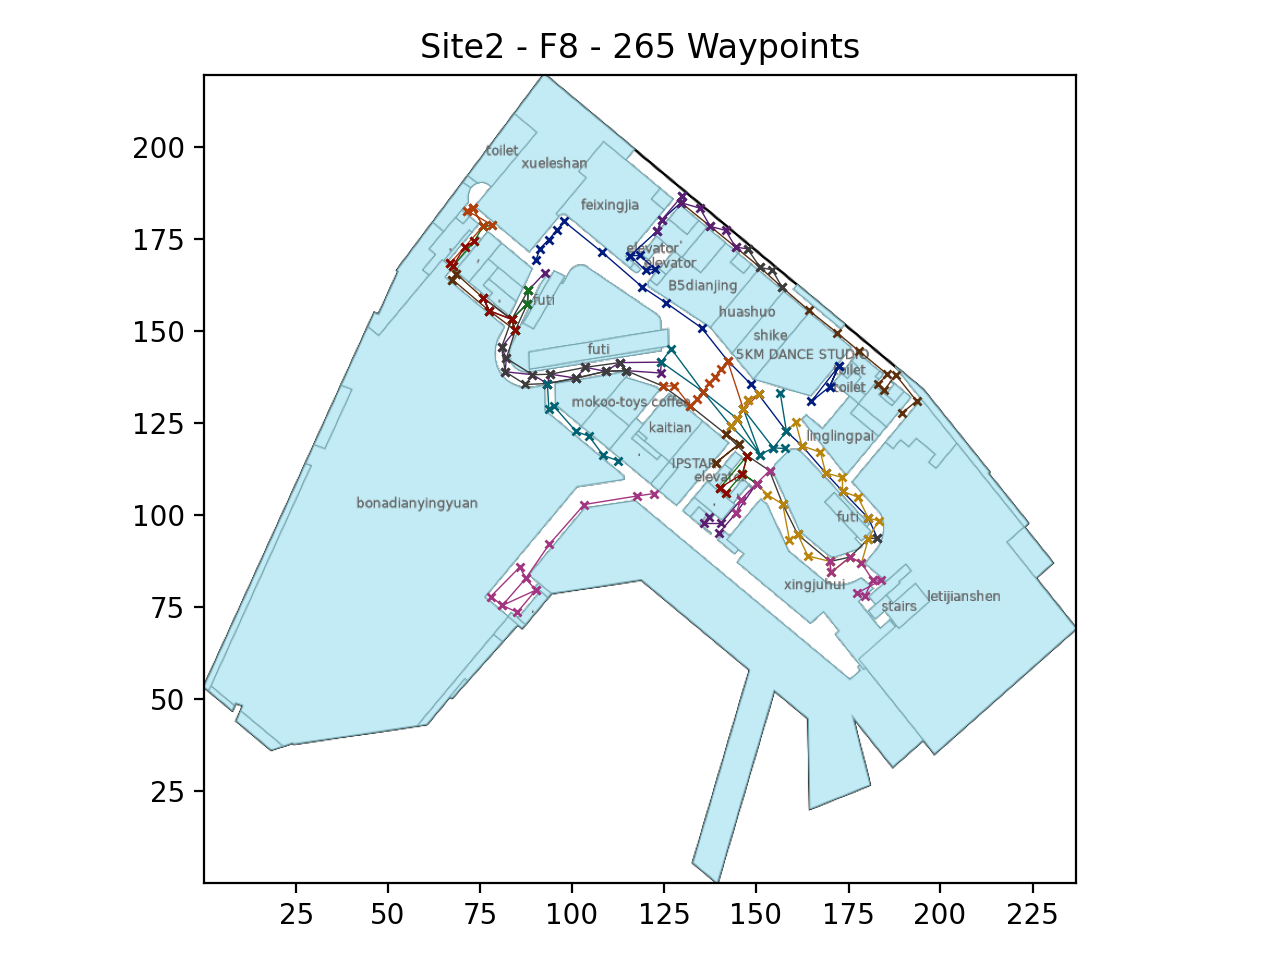 Site2 - F8 - 265 Waypoints
200
175
150
125
100
75
50
25
25 50 75 100 125 150 175 200 225
toilet
xueleshan
feixingjia
elevator
elevator
B5dianjing
futi
huashuo
shike
futi
5KM DANCE STUDIO
toilet
toilet
mokoo-toys coffee
kaitian
linglingpai
IPSTAR
elevator
bonadianyingyuan
futi
xingjuhui
letijianshen
stairs